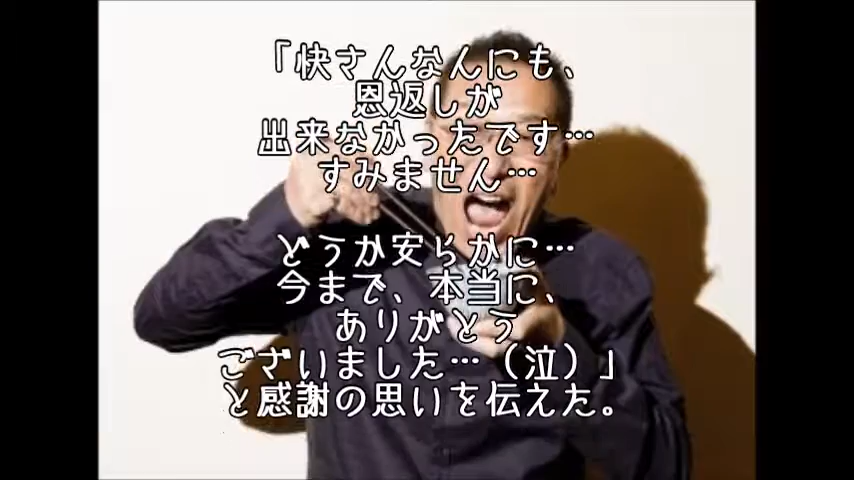 「快さんなんにも、
恩返しが
出来なかったです…
すみません…
どうか安らかに…
今まで、本当に、
ありがとう
ございました…（泣）」
と感謝の思いを伝えた。